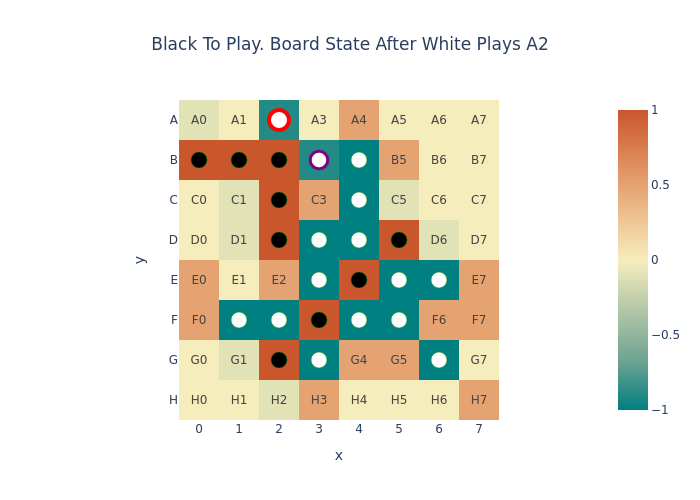 Black To Play. Board State After White Plays A2
A A0 A1 A3 A4 A5 A6 A7
B B5 B6 B7
C C0 C1 C3 C5 C6 C7
D D0 D1 D6 D7
E E0 E1 E2 E7
F F0 F6 F7
G G0 G1 G4 G5 G7
H H0 H1 H2 H3 H4 H5 H6 H7
0 1 2 3 4 5 6 7
x
y
1
0.5
0
−0.5
−1